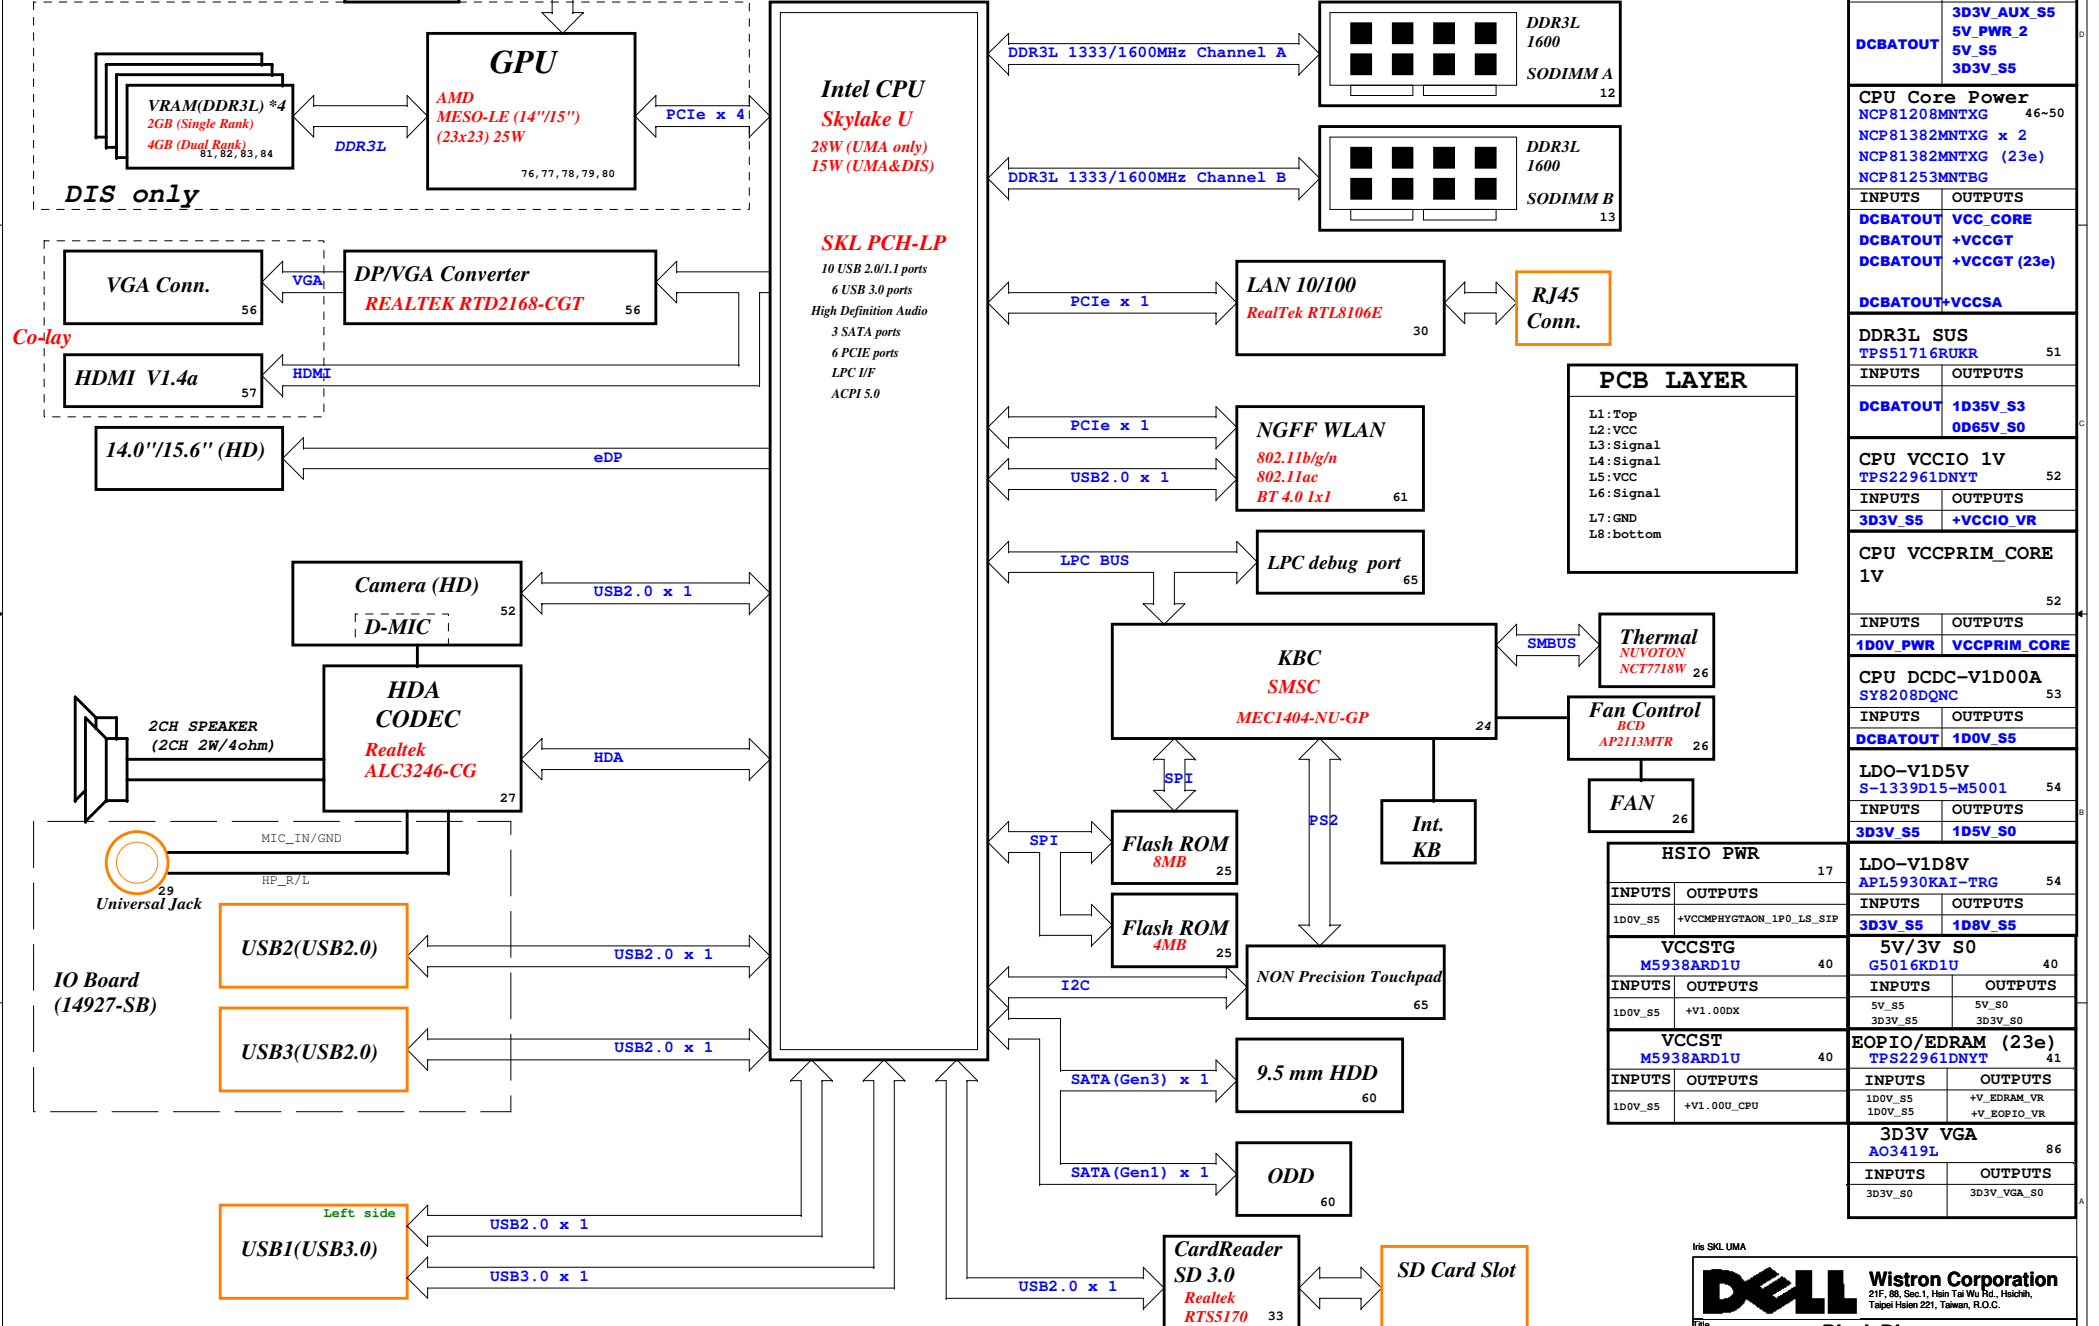 GPU
AMD
MESO-LE (14"/15")
(23x23) 25W
76,77,78,79,80
VRAM(DDR3L) *4
2GB (Single Rank)
4GB (Dual Rank)
81,82,83,84
DDR3L
PCIe x 4
DIS only
VGA Conn.
56
VGA
DP/VGA Converter
REALTEK RTD2168-CGT
56
Co-lay
HDMI V1.4a
57
HDMI
14.0"/15.6" (HD)
eDP
Camera (HD)
52
D-MIC
USB2.0 x 1
HDA
CODEC
Realtek
ALC3246-CG
27
HDA
2CH SPEAKER
(2CH 2W/4ohm)
MIC_IN/GND
HP_R/L
29
Universal Jack
USB2(USB2.0)
USB2.0 x 1
IO Board
(14927-SB)
USB3(USB2.0)
USB2.0 x 1
Left side
USB1(USB3.0)
USB2.0 x 1
USB3.0 x 1
Intel CPU
Skylake U
28W (UMA only)
15W (UMA&DIS)
SKL PCH-LP
10 USB 2.0/1.1 ports
6 USB 3.0 ports
High Definition Audio
3 SATA ports
6 PCIE ports
LPC I/F
ACPI 5.0
DDR3L 1333/1600MHz Channel A
DDR3L
1600
SODIMM A
12
DDR3L 1333/1600MHz Channel B
DDR3L
1600
SODIMM B
13
PCIe x 1
LAN 10/100
RealTek RTL8106E
30
RJ45
Conn.
PCIe x 1
USB2.0 x 1
NGFF WLAN
802.11b/g/n
802.11ac
BT 4.0 1x1
61
PCB LAYER
L1:Top
L2:VCC
L3:Signal
L4:Signal
L5:VCC
L6:Signal
L7:GND
L8:bottom
LPC BUS
LPC debug port
65
KBC
SMSC
MEC1404-NU-GP
24
SMBUS
Thermal
NUVOTON
NCT7718W
26
Fan Control
BCD
AP2113MTR
26
FAN
26
SPI
PS2
Int.
KB
SPI
Flash ROM
8MB
25
Flash ROM
4MB
25
I2C
NON Precision Touchpad
65
SATA(Gen3) x 1
9.5 mm HDD
60
SATA(Gen1) x 1
ODD
60
USB2.0 x 1
CardReader
SD 3.0
Realtek
RTS5170
33
SD Card Slot
HSIO PWR
17
INPUTS OUTPUTS
1D0V_S5 +VCCMPHYGTAON_1P0_LS_SIP
VCCSTG
M5938ARD1U 40
INPUTS OUTPUTS
1D0V_S5 +V1.00DX
VCCST
M5938ARD1U 40
INPUTS OUTPUTS
1D0V_S5 +V1.00U_CPU
DCBATOUT
3D3V_AUX_S5
5V_PWR_2
5V_S5
3D3V_S5
CPU Core Power
NCP81208MNTXG 46~50
NCP81382MNTXG x 2
NCP81382MNTXG (23e)
NCP81253MNTBG
INPUTS OUTPUTS
DCBATOUT VCC_CORE
DCBATOUT +VCCGT
DCBATOUT +VCCGT (23e)
DCBATOUT +VCCSA
DDR3L SUS
TPS51716RUKR 51
INPUTS OUTPUTS
DCBATOUT 1D35V_S3
0D65V_S0
CPU VCCIO 1V
TPS22961DNYT 52
INPUTS OUTPUTS
3D3V_S5 +VCCIO_VR
CPU VCCPRIM_CORE
1V
52
INPUTS OUTPUTS
1D0V_PWR VCCPRIM_CORE
CPU DCDC-V1D00A
SY8208DQNC 53
INPUTS OUTPUTS
DCBATOUT 1D0V_S5
LDO-V1D5V
S-1339D15-M5001 54
INPUTS OUTPUTS
3D3V_S5 1D5V_S0
LDO-V1D8V
APL5930KAI-TRG 54
INPUTS OUTPUTS
3D3V_S5 1D8V_S5
5V/3V S0
G5016KD1U 40
INPUTS OUTPUTS
5V_S5 5V_S0
3D3V_S5 3D3V_S0
EOPIO/EDRAM (23e)
TPS22961DNYT 41
INPUTS OUTPUTS
1D0V_S5 +V_EDRAM_VR
1D0V_S5 +V_EOPIO_VR
3D3V VGA
AO3419L 86
INPUTS OUTPUTS
3D3V_S0 3D3V_VGA_S0
D
C
B
A
Iris SKL UMA
DELL
Wistron Corporation
21F, 88, Sec.1, Hsin Tai Wu Rd., Hsichih,
Taipei Hsien 221, Taiwan, R.O.C.
Title